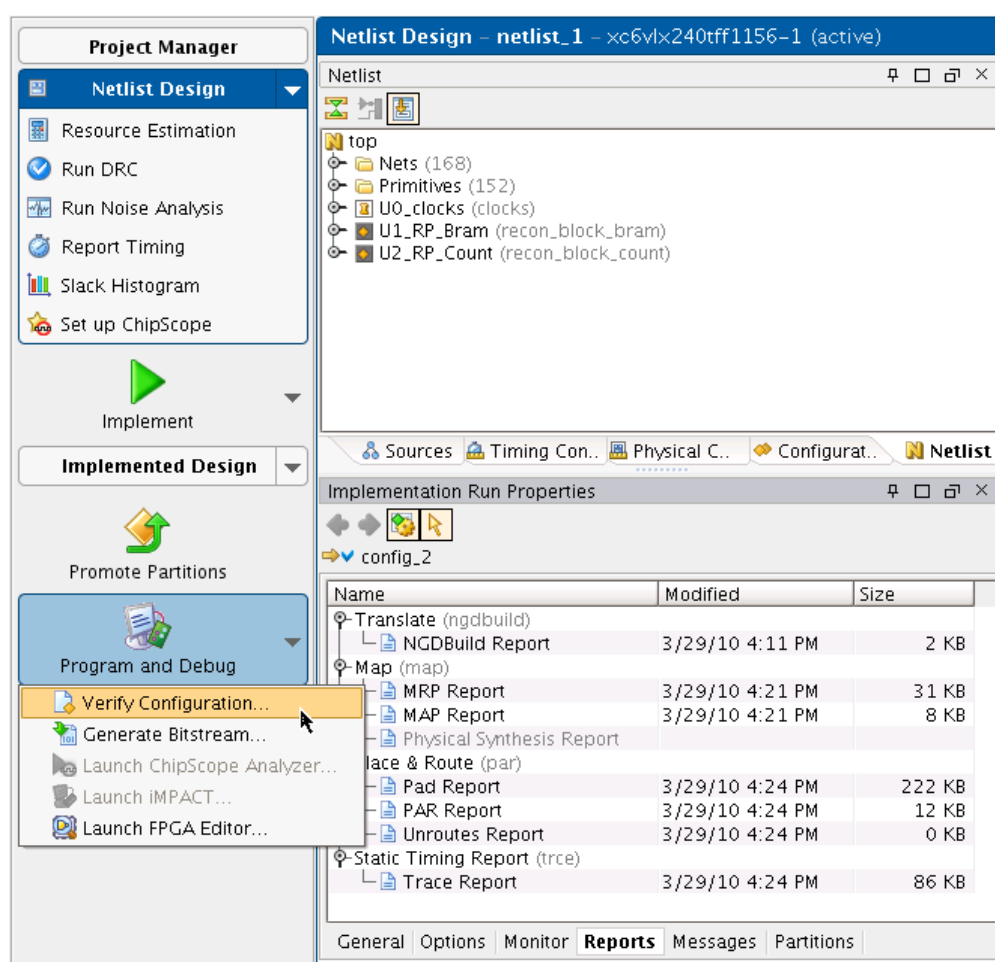 Project Manager
Netlist Design
Resource Estimation
Run DRC
Run Noise Analysis
Report Timing
Slack Histogram
Set up ChipScope
Implement
Implemented Design
Promote Partitions
Program and Debug
Verify Configuration...
Generate Bitstream...
Launch ChipScope Analyzer...
Launch iMPACT...
Launch FPGA Editor...
Netlist Design - netlist_1 - xc6vlx240tff1156-1 (active)
Netlist
top
Nets (168)
Primitives (152)
U0_clocks (clocks)
U1_RP_Bram (recon_block_bram)
U2_RP_Count (recon_block_count)
Sources Timing Con.. Physical C.. Configurat.. Netlist
Implementation Run Properties
config_2
Name Modified Size
Translate (ngdbuild)
NGDBuild Report 3/29/10 4:11 PM 2 KB
Map (map)
MRP Report 3/29/10 4:21 PM 31 KB
MAP Report 3/29/10 4:21 PM 8 KB
Physical Synthesis Report
lace & Route (par)
Pad Report 3/29/10 4:24 PM 222 KB
PAR Report 3/29/10 4:24 PM 12 KB
Unroutes Report 3/29/10 4:24 PM 0 KB
Static Timing Report (trce)
Trace Report 3/29/10 4:24 PM 86 KB
General Options Monitor Reports Messages Partitions